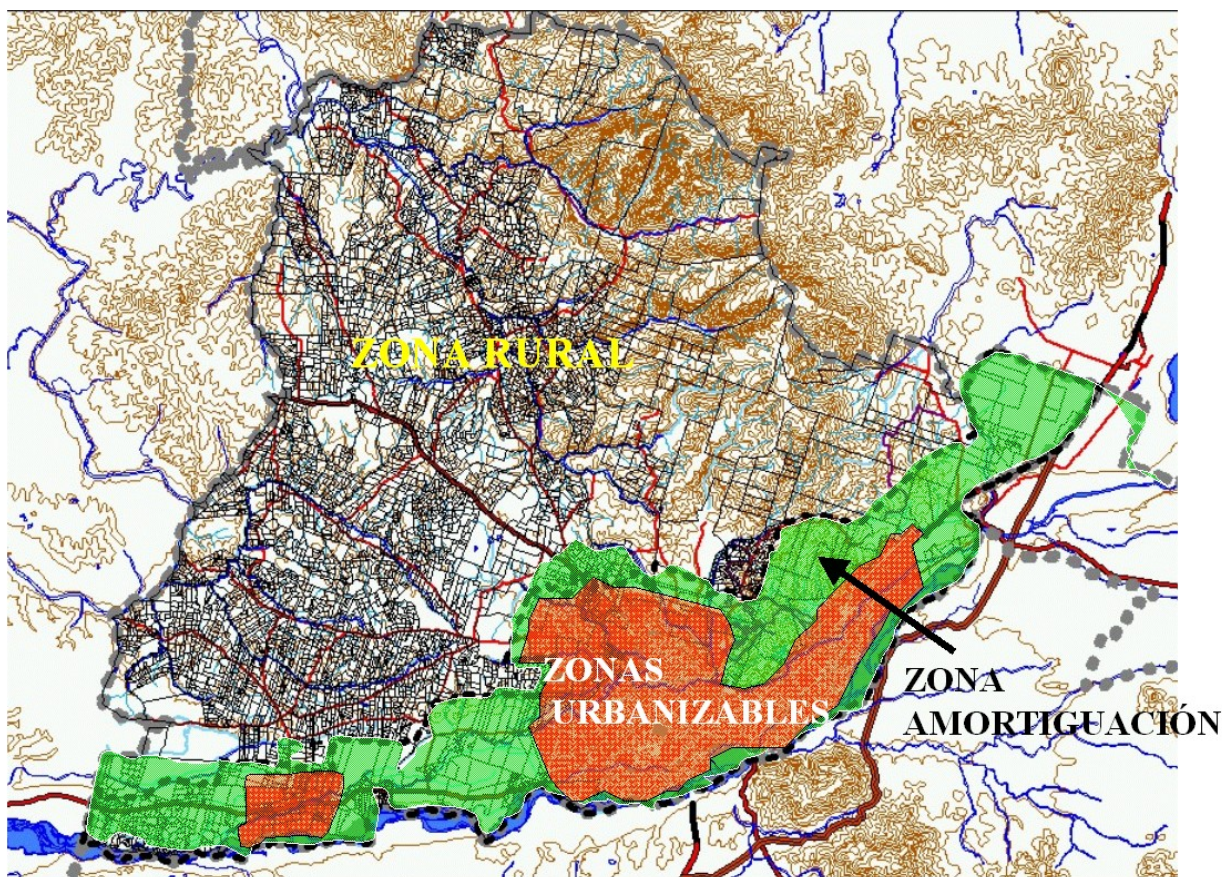 ZONA RURAL
ZONAS
URBANIZABLES
ZONA
AMORTIGUACIÓN